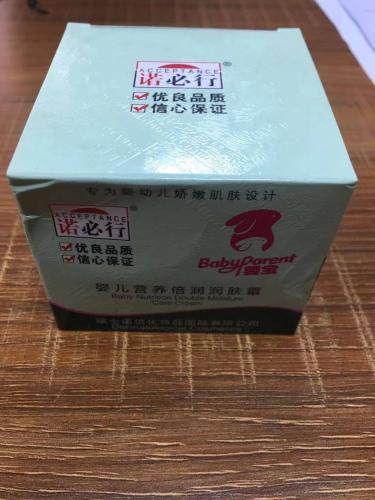 ACCEPTANCE
诺必行®
优良品质
信心保证
专为婴幼儿娇嫩肌肤设计
ACCEPTANCE
诺必行®
优良品质
信心保证
BabyParent
婴宝
婴儿营养倍润润肤霜
Baby Nutrition Double Moisture
Care Cream